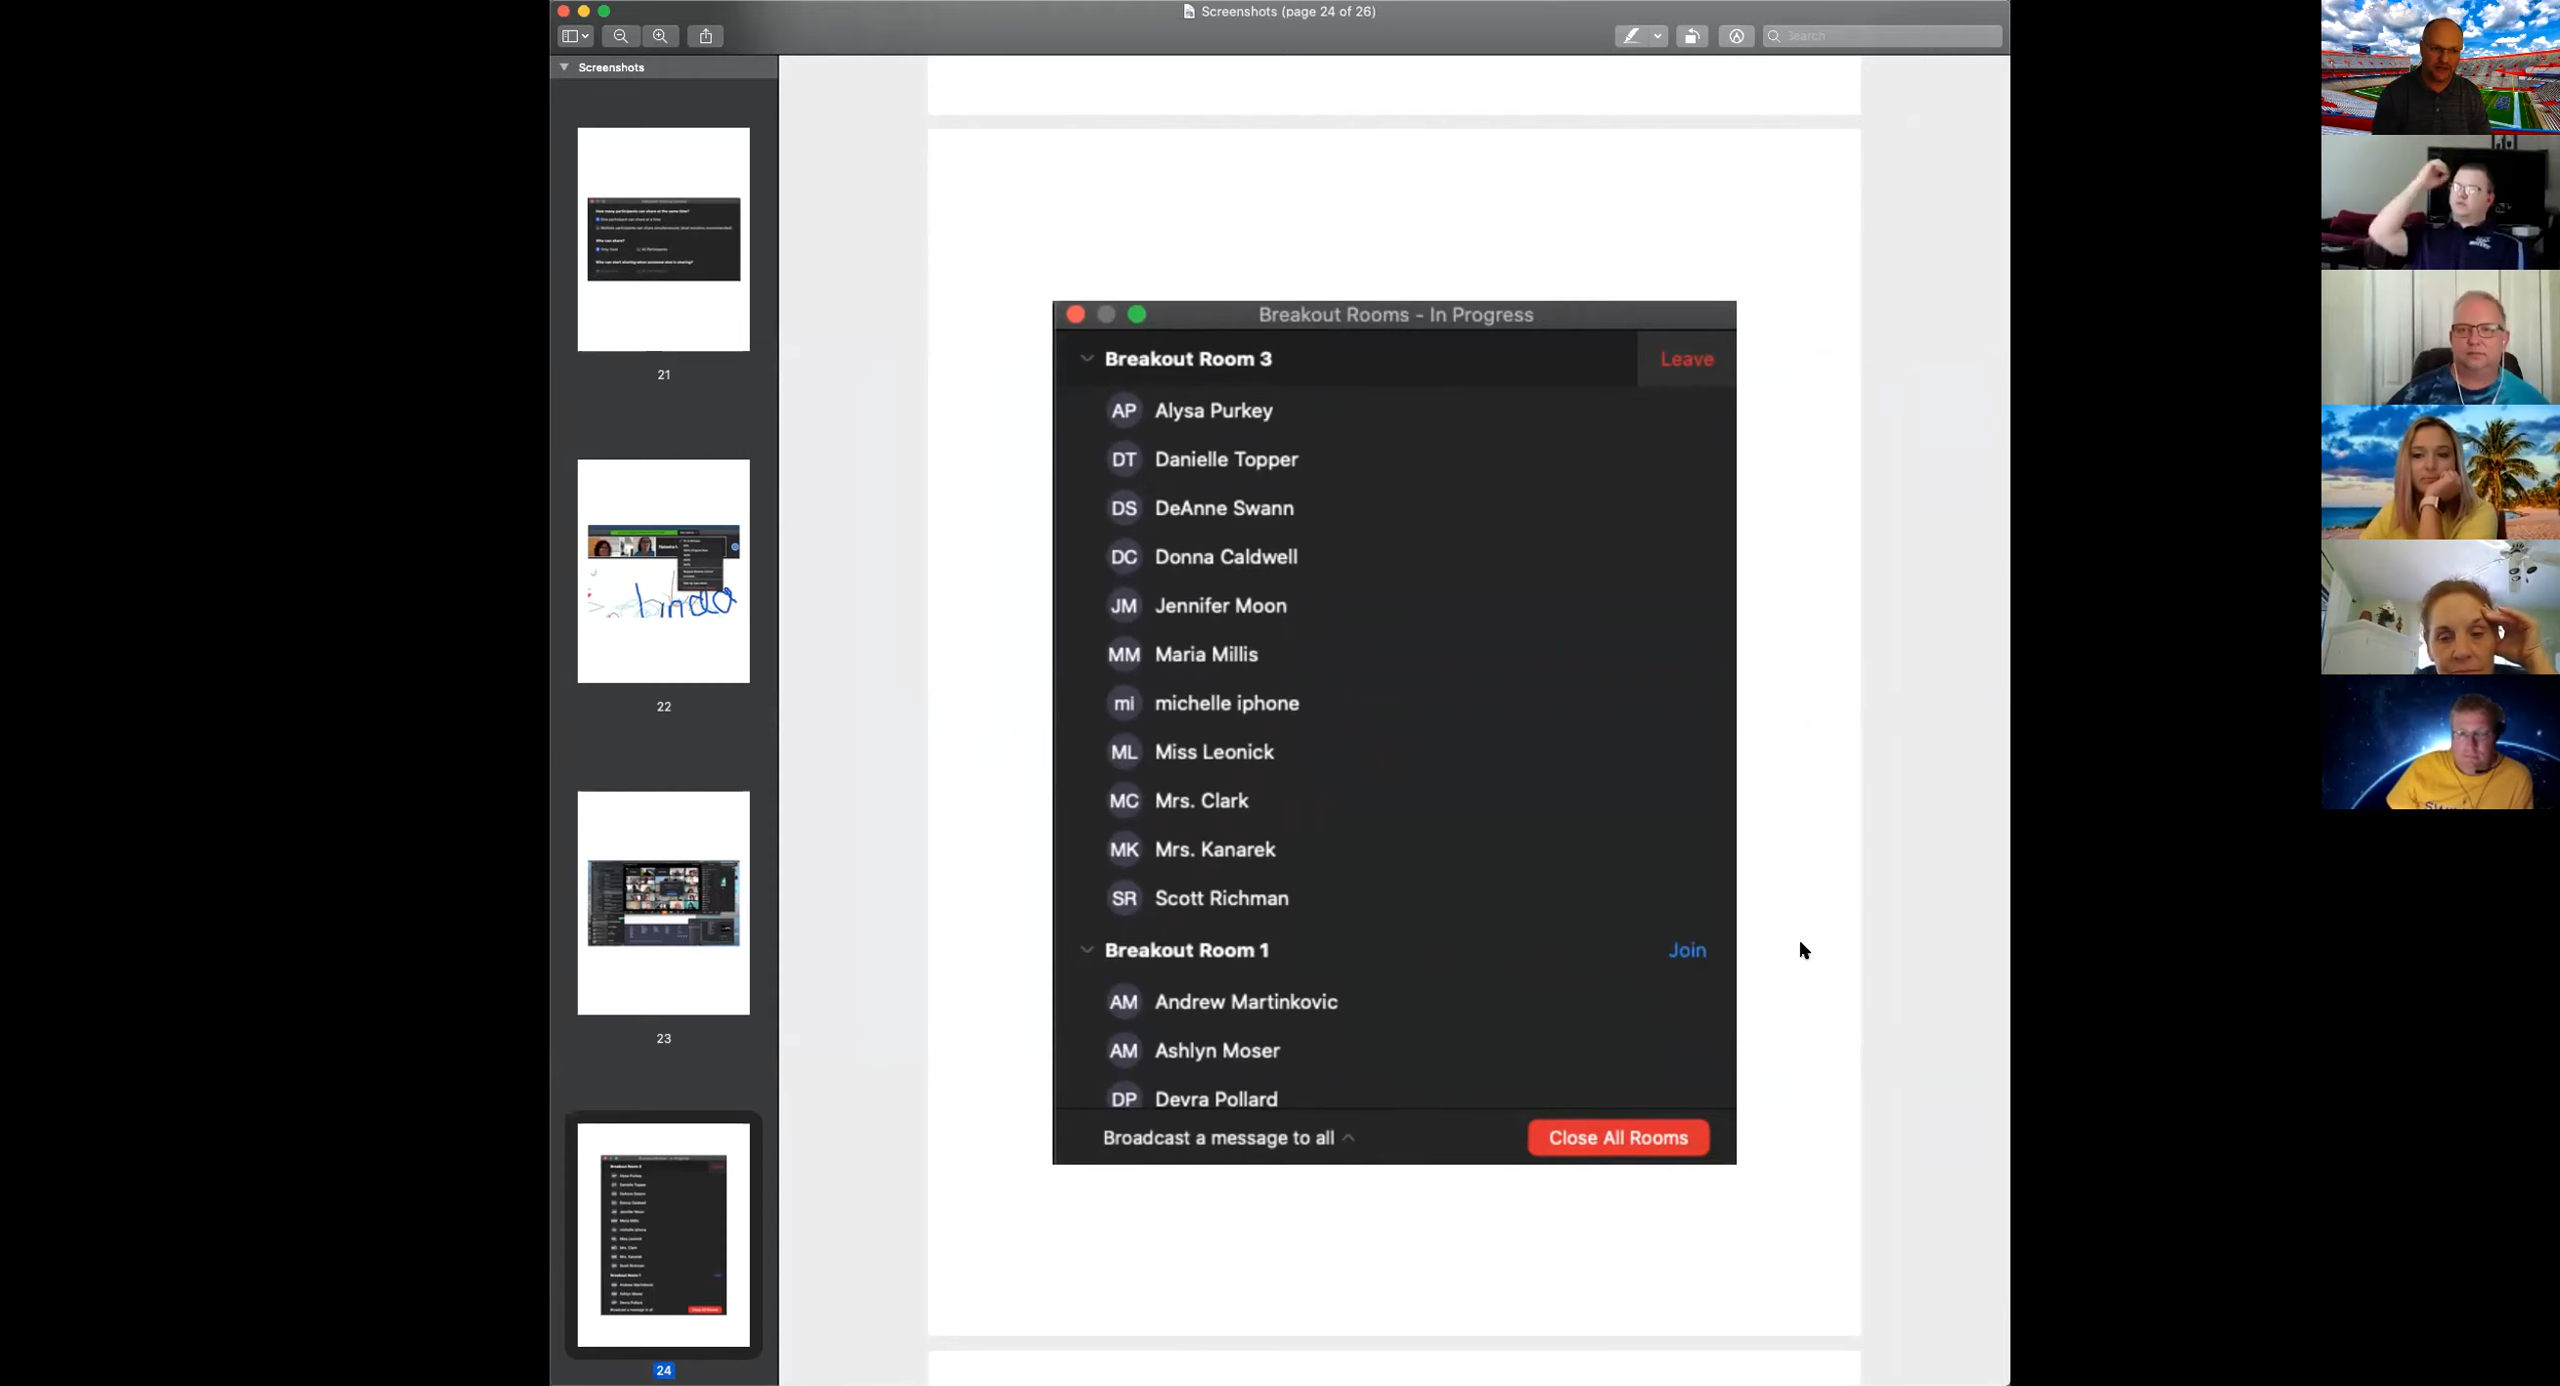 Screenshots (page 24 of 26)
Search
Screenshots
21
22
23
24
Breakout Rooms - In Progress
Breakout Room 3 Leave
AP Alysa Purkey
DT Danielle Topper
DS DeAnne Swann
DC Donna Caldwell
JM Jennifer Moon
MM Maria Millis
mi michelle iphone
ML Miss Leonick
MC Mrs. Clark
MK Mrs. Kanarek
SR Scott Richman
Breakout Room 1 Join
AM Andrew Martinkovic
AM Ashlyn Moser
DP Devra Pollard
Broadcast a message to all Close All Rooms